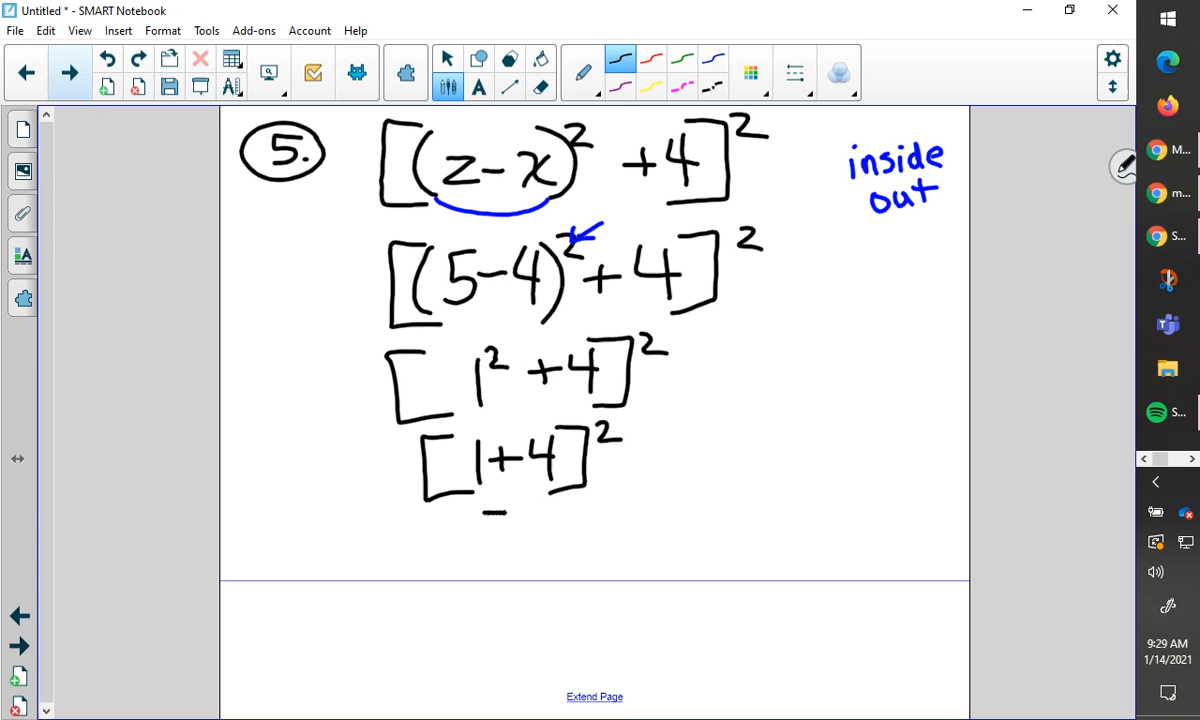 Untitled * - SMART Notebook
File Edit View Insert Format Tools Add-ons Account Help
5. [(z-x)² +4]²
inside
out
[(5-4)²+4]²
[ 1² +4]²
[1+4]²
Extend Page
M...
m...
S...
S...
9:29 AM
1/14/2021